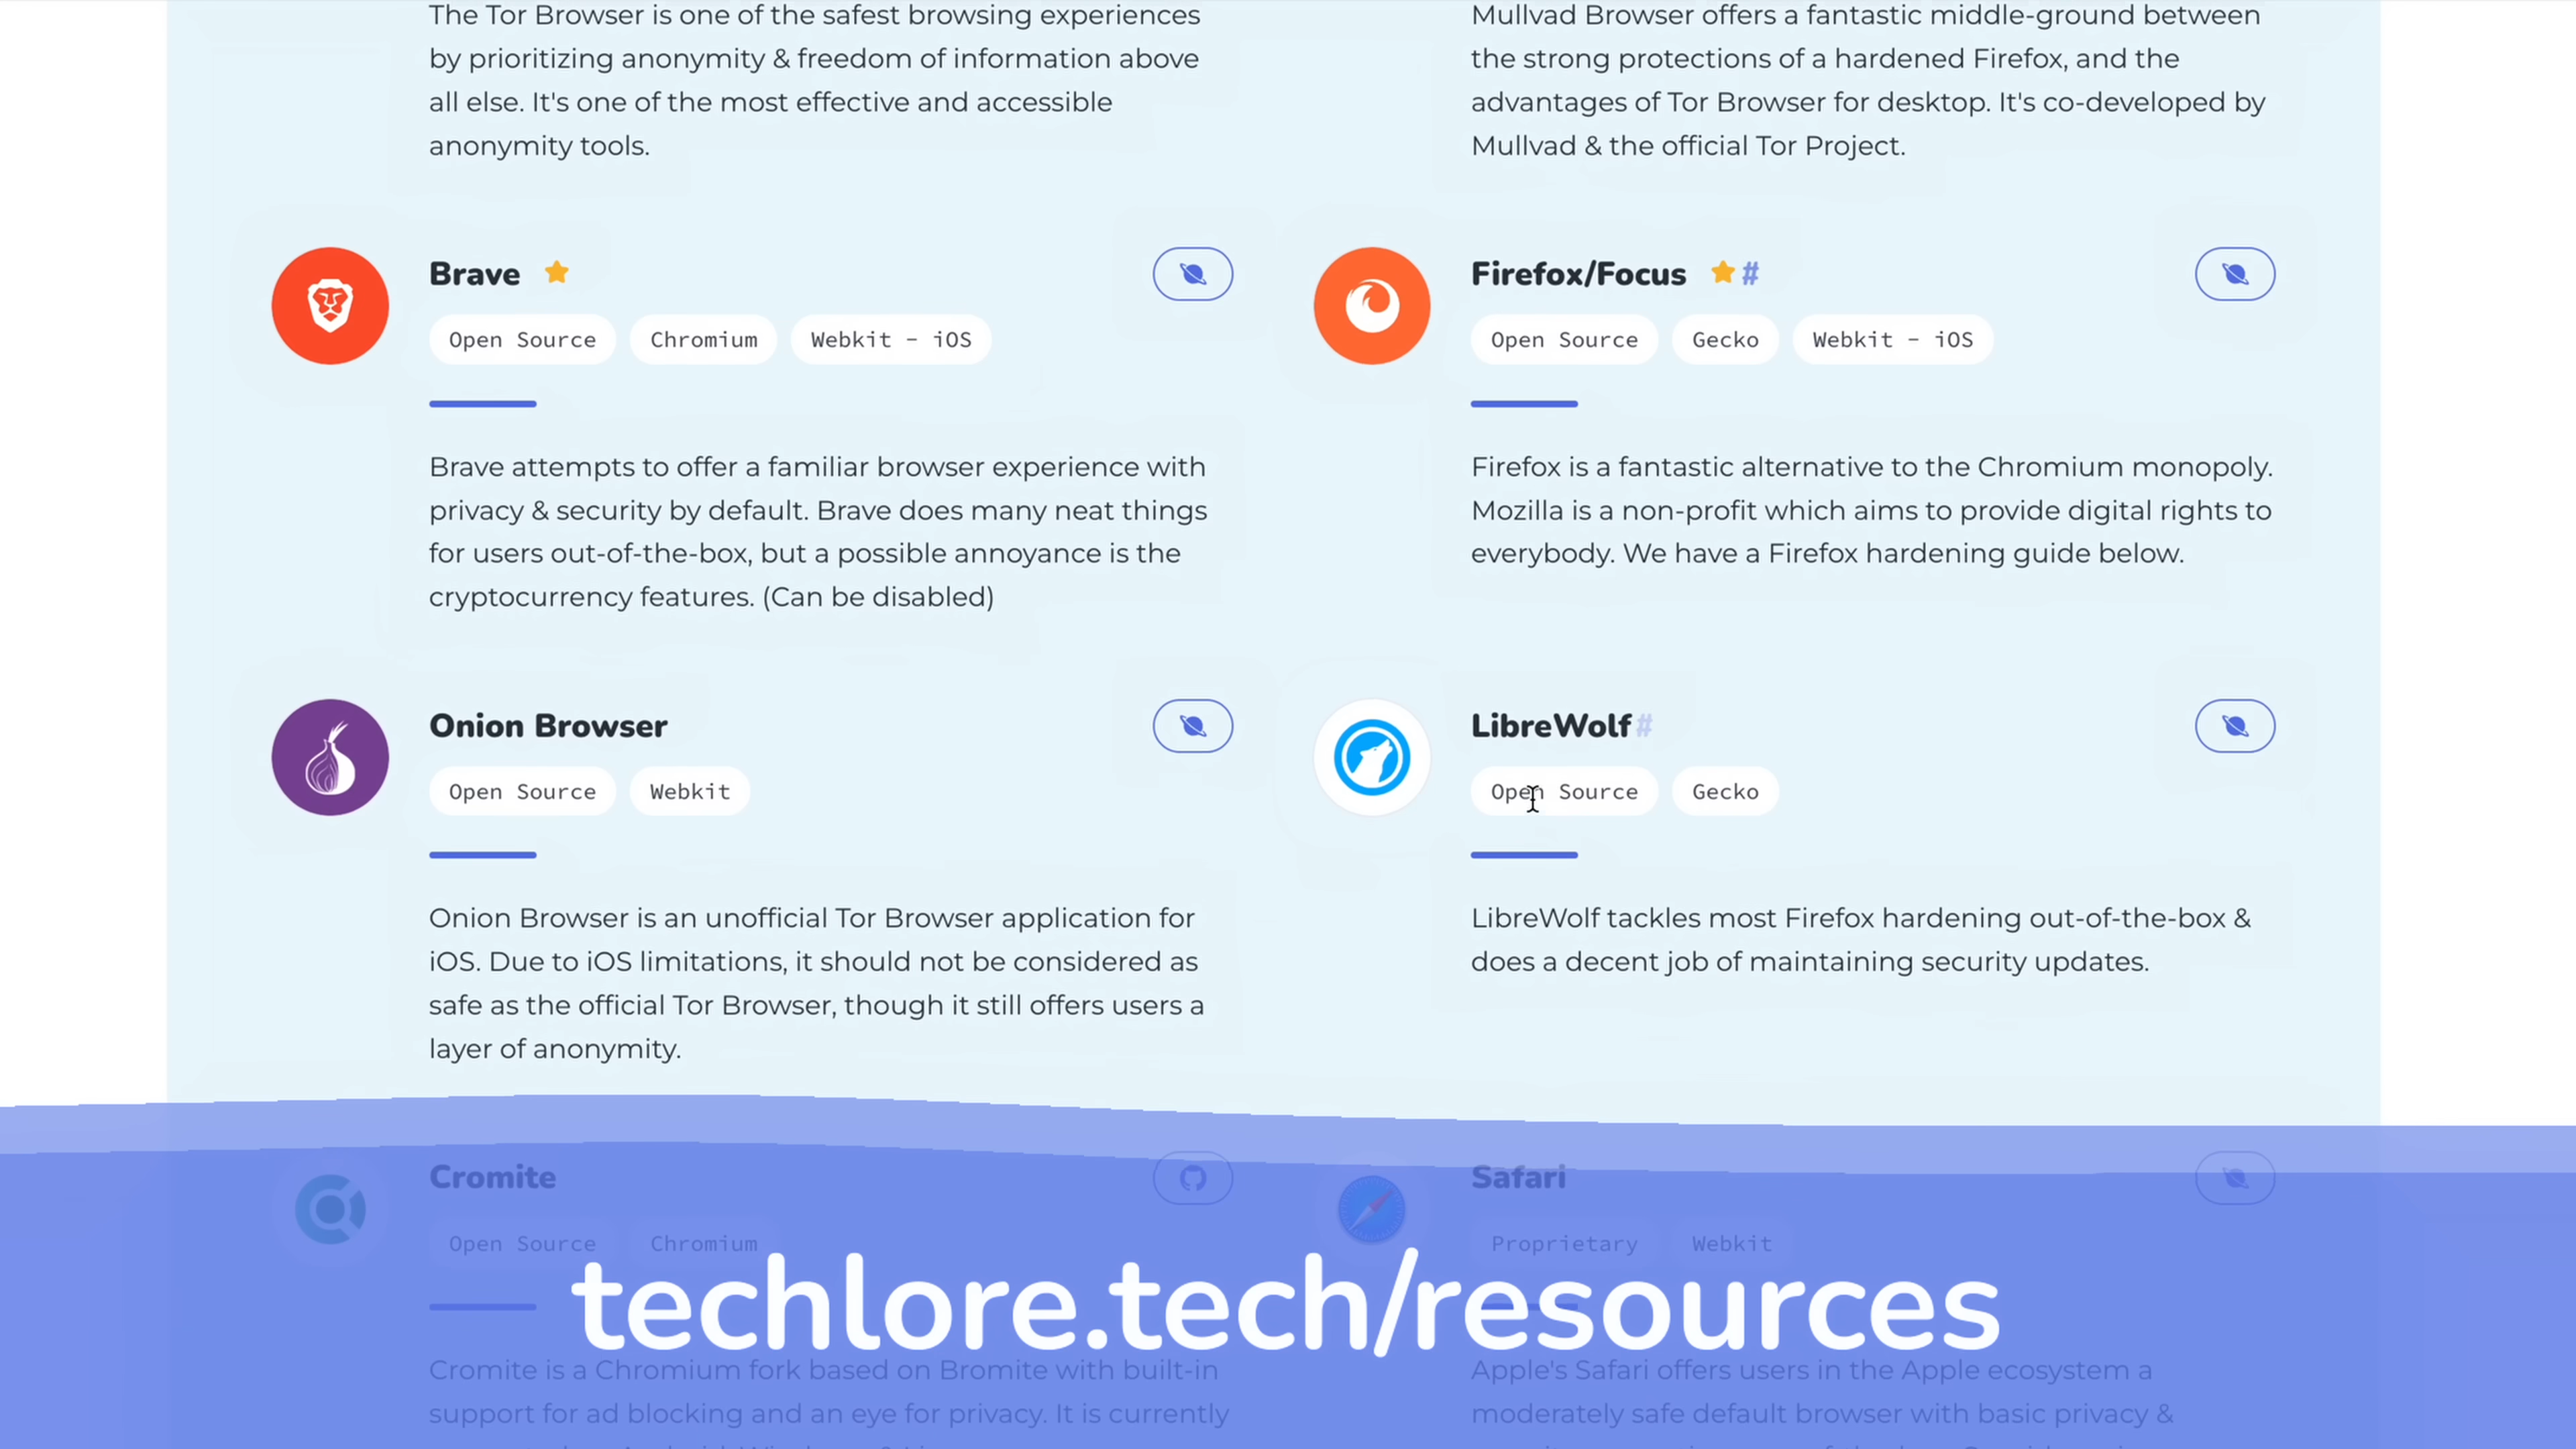 The Tor Browser is one of the safest browsing experiences
by prioritizing anonymity & freedom of information above
all else. It's one of the most effective and accessible
anonymity tools.
Mullvad Browser offers a fantastic middle-ground between
the strong protections of a hardened Firefox, and the
advantages of Tor Browser for desktop. It's co-developed by
Mullvad & the official Tor Project.
Brave
Open Source Chromium Webkit - iOS
Brave attempts to offer a familiar browser experience with
privacy & security by default. Brave does many neat things
for users out-of-the-box, but a possible annoyance is the
cryptocurrency features. (Can be disabled)
Firefox/Focus #
Open Source Gecko Webkit - iOS
Firefox is a fantastic alternative to the Chromium monopoly.
Mozilla is a non-profit which aims to provide digital rights to
everybody. We have a Firefox hardening guide below.
Onion Browser
Open Source Webkit
Onion Browser is an unofficial Tor Browser application for
iOS. Due to iOS limitations, it should not be considered as
safe as the official Tor Browser, though it still offers users a
layer of anonymity.
LibreWolf#
Open Source Gecko
LibreWolf tackles most Firefox hardening out-of-the-box &
does a decent job of maintaining security updates.
Cromite
Open Source Chromium
Cromite is a Chromium fork based on Bromite with built-in
support for ad blocking and an eye for privacy. It is currently
Safari
Proprietary Webkit
Apple's Safari offers users in the Apple ecosystem a
moderately safe default browser with basic privacy &
techlore.tech/resources